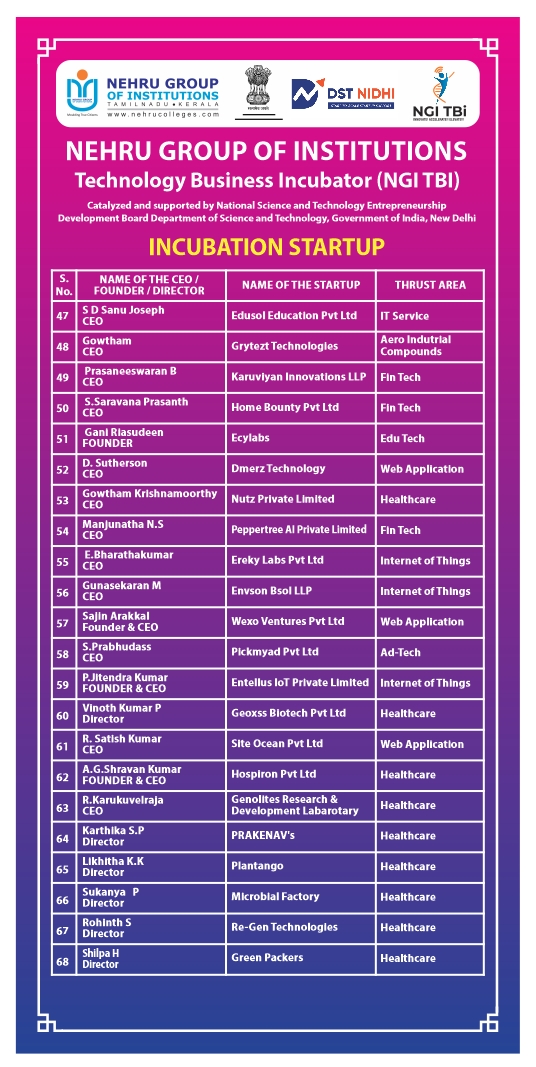 NEHRU GROUP
OF INSTITUTIONS
TAMILNADU • KERALA
www.nehrucolleges.com
DST NIDHI
NGI TBi
NEHRU GROUP OF INSTITUTIONS
Technology Business Incubator (NGI TBI)
Catalyzed and supported by National Science and Technology Entrepreneurship
Development Board Department of Science and Technology, Government of India, New Delhi
INCUBATION STARTUP
S. No. NAME OF THE CEO / FOUNDER / DIRECTOR NAME OF THE STARTUP THRUST AREA
47 S D Sanu Joseph CEO Edusol Education Pvt Ltd IT Service
48 Gowtham CEO Grytezt Technologies Aero Indutrial Compounds
49 Prasaneeswaran B CEO Karuviyan Innovations LLP Fin Tech
50 S.Saravana Prasanth CEO Home Bounty Pvt Ltd Fin Tech
51 Gani Riasudeen FOUNDER Ecylabs Edu Tech
52 D. Sutherson CEO Dmerz Technology Web Application
53 Gowtham Krishnamoorthy CEO Nutz Private Limited Healthcare
54 Manjunatha N.S CEO Peppertree AI Private Limited Fin Tech
55 E.Bharathakumar CEO Ereky Labs Pvt Ltd Internet of Things
56 Gunasekaran M CEO Envson Bsol LLP Internet of Things
57 Sajin Arakkal Founder & CEO Wexo Ventures Pvt Ltd Web Application
58 S.Prabhudass CEO Pickmyad Pvt Ltd Ad-Tech
59 P.Jitendra Kumar FOUNDER & CEO Entellus IoT Private Limited Internet of Things
60 Vinoth Kumar P Director Geoxss Biotech Pvt Ltd Healthcare
61 R. Satish Kumar CEO Site Ocean Pvt Ltd Web Application
62 A.G.Shravan Kumar FOUNDER & CEO Hospiron Pvt Ltd Healthcare
63 R.Karukuvelraja CEO Genolites Research & Development Labarotary Healthcare
64 Karthika S.P Director PRAKENAV's Healthcare
65 Likhitha K.K Director Plantango Healthcare
66 Sukanya P Director Microbial Factory Healthcare
67 Rohinth S Director Re-Gen Technologies Healthcare
68 Shilpa H Director Green Packers Healthcare